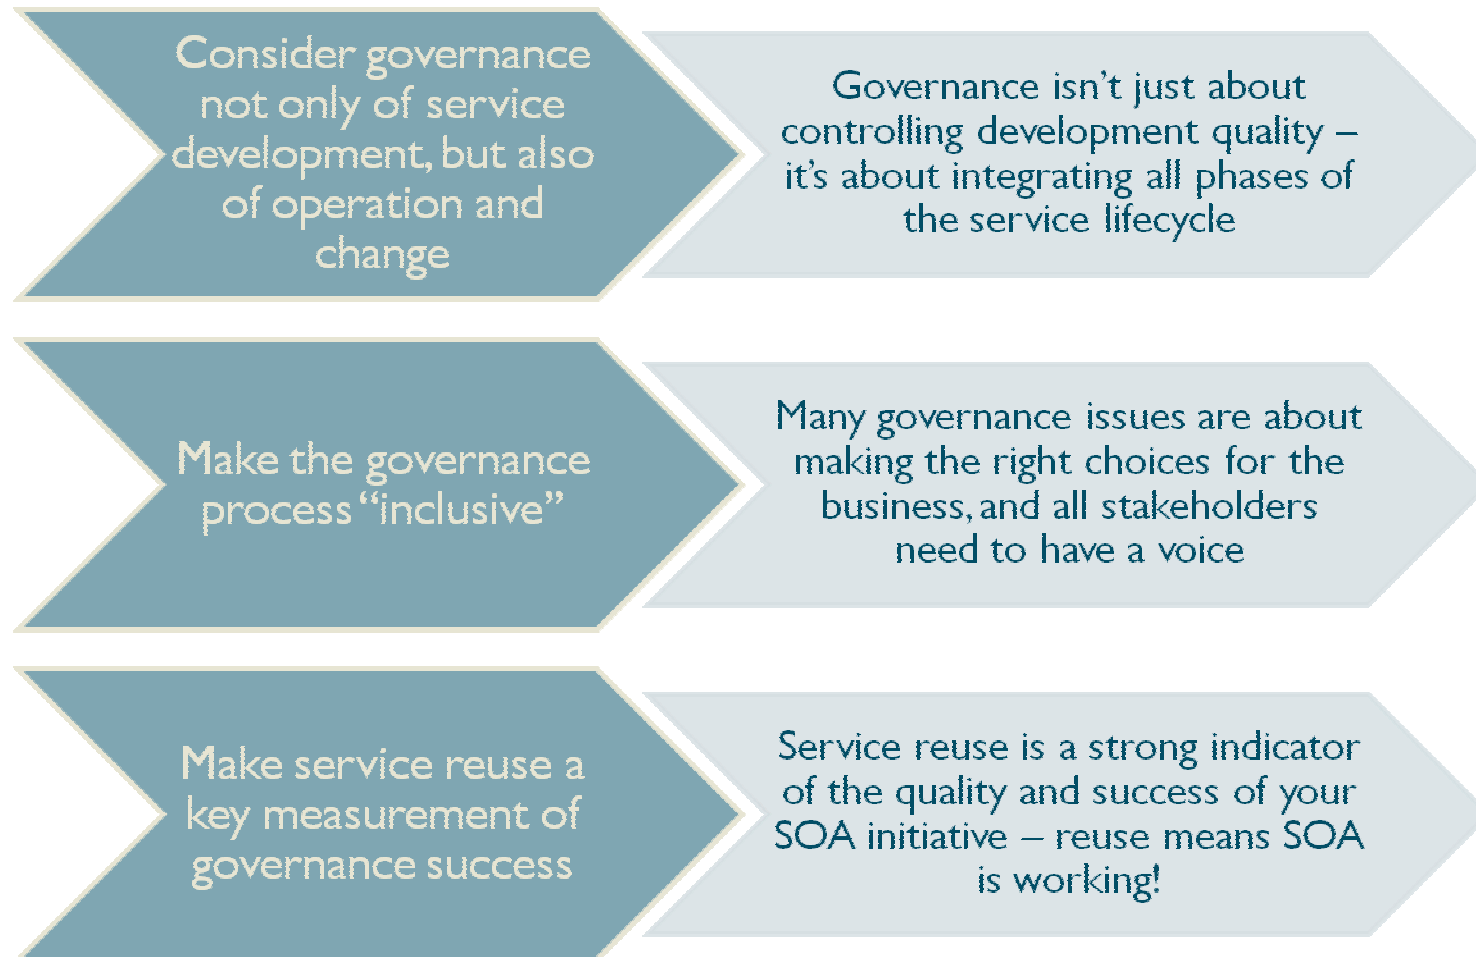 Consider governance
not only of service
development, but also
of operation and
change
Governance isn’t just about
controlling development quality –
it’s about integrating all phases of
the service lifecycle
Make the governance
process “inclusive”
Many governance issues are about
making the right choices for the
business, and all stakeholders
need to have a voice
Make service reuse a
key measurement of
governance success
Service reuse is a strong indicator
of the quality and success of your
SOA initiative – reuse means SOA
is working!